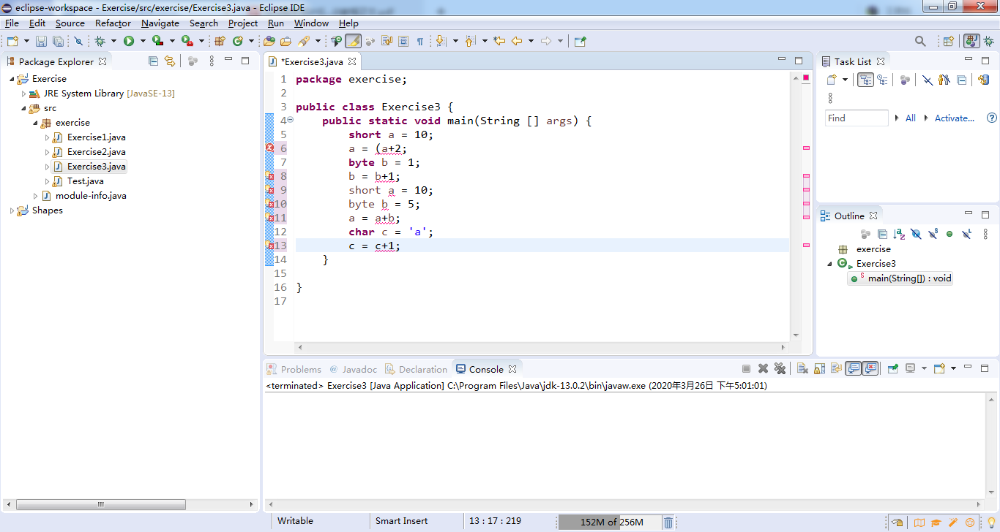 eclipse-workspace - Exercise/src/exercise/Exercise3.java - Eclipse IDE
File Edit Source Refactor Navigate Search Project Run Window Help
Package Explorer
Exercise
JRE System Library [JavaSE-13]
src
exercise
Exercise1.java
Exercise2.java
Exercise3.java
Test.java
module-info.java
Shapes
*Exercise3.java
1 package exercise;
2
3 public class Exercise3 {
4 public static void main(String [] args) {
5 short a = 10;
6 a = (a+2;
7 byte b = 1;
8 b = b+1;
9 short a = 10;
10 byte b = 5;
11 a = a+b;
12 char c = 'a';
13 c = c+1;
14 }
15
16 }
17
Task List
Find All Activate...
Outline
exercise
Exercise3
main(String[]) : void
Problems @ Javadoc Declaration Console
<terminated> Exercise3 [Java Application] C:\Program Files\Java\jdk-13.0.2\bin\javaw.exe (2020年3月26日 下午5:01:01)
Writable Smart Insert 13 : 17 : 219 152M of 256M